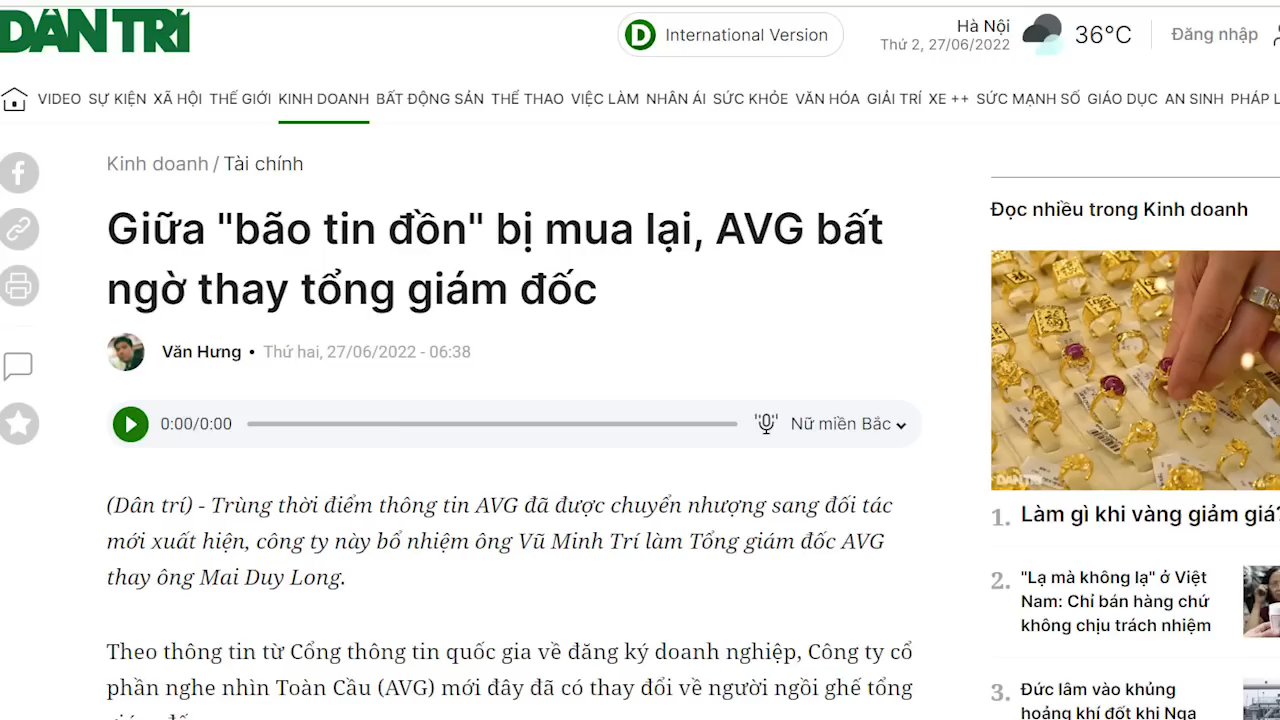 DÂN TRÍ
D International Version
Hà Nội
Thứ 2, 27/06/2022
36°C
Đăng nhập
VIDEO SỰ KIỆN XÃ HỘI THẾ GIỚI KINH DOANH BẤT ĐỘNG SẢN THỂ THAO VIỆC LÀM NHÂN ÁI SỨC KHỎE VĂN HÓA GIẢI TRÍ XE ++ SỨC MẠNH SỐ GIÁO DỤC AN SINH PHÁP L
Kinh doanh / Tài chính
Giữa "bão tin đồn" bị mua lại, AVG bất
ngờ thay tổng giám đốc
Văn Hưng • Thứ hai, 27/06/2022 - 06:38
0:00/0:00
Nữ miền Bắc
(Dân trí) - Trùng thời điểm thông tin AVG đã được chuyển nhượng sang đối tác
mới xuất hiện, công ty này bổ nhiệm ông Vũ Minh Trí làm Tổng giám đốc AVG
thay ông Mai Duy Long.
Theo thông tin từ Cổng thông tin quốc gia về đăng ký doanh nghiệp, Công ty cổ
phần nghe nhìn Toàn Cầu (AVG) mới đây đã có thay đổi về người ngồi ghế tổng
Đọc nhiều trong Kinh doanh
DÂN TRÍ
1. Làm gì khi vàng giảm giá?
2. "Lạ mà không lạ" ở Việt
Nam: Chỉ bán hàng chứ
không chịu trách nhiệm
3. Đức lâm vào khủng
hoảng khí đốt khi Nga